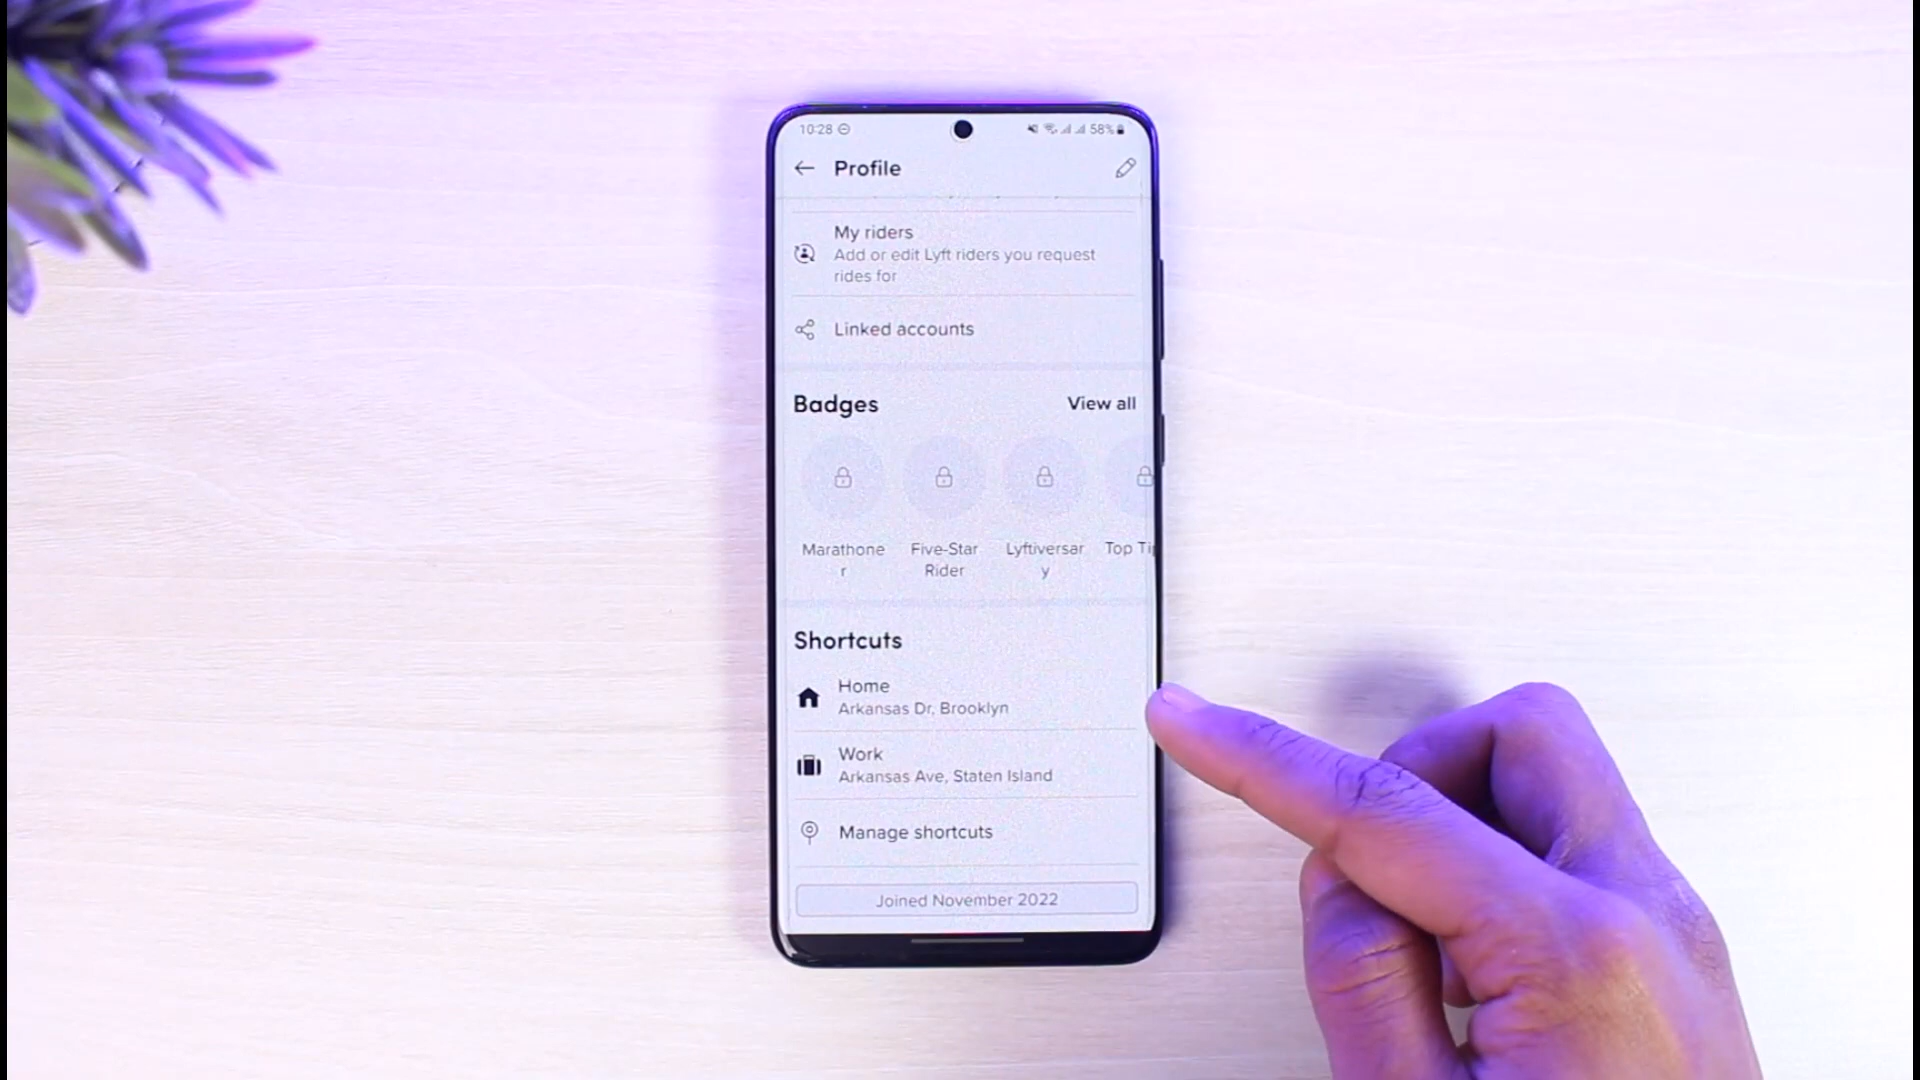 10:28
58%
Profile
My riders
Add or edit Lyft riders you request
rides for
Linked accounts
Badges View all
Marathone
r
Five-Star
Rider
Lyftiversar
y
Top Tip
Shortcuts
Home
Arkansas Dr, Brooklyn
Work
Arkansas Ave, Staten Island
Manage shortcuts
Joined November 2022